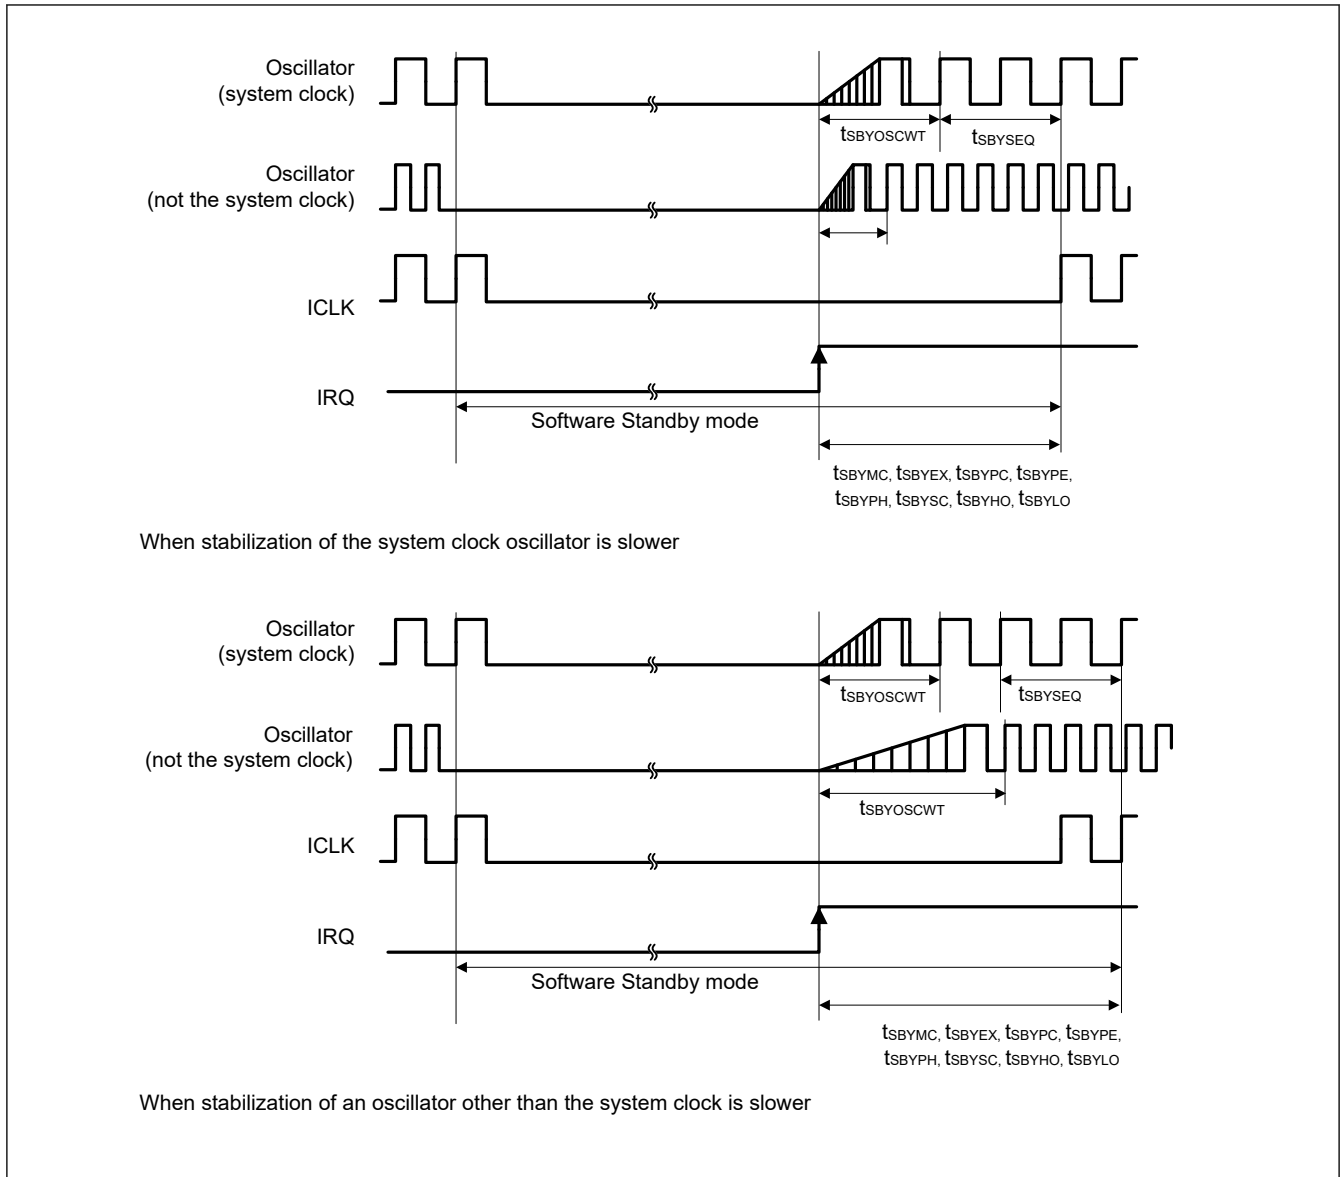 Oscillator
(system clock)
tSBYOSCWT
tSBYSEQ
Oscillator
(not the system clock)
ICLK
IRQ
Software Standby mode
tSBYMC, tSBYEX, tSBYPC, tSBYPE,
tSBYPH, tSBYSC, tSBYHO, tSBYLO
When stabilization of the system clock oscillator is slower
Oscillator
(system clock)
tSBYOSCWT
tSBYSEQ
Oscillator
(not the system clock)
tSBYOSCWT
ICLK
IRQ
Software Standby mode
tSBYMC, tSBYEX, tSBYPC, tSBYPE,
tSBYPH, tSBYSC, tSBYHO, tSBYLO
When stabilization of an oscillator other than the system clock is slower